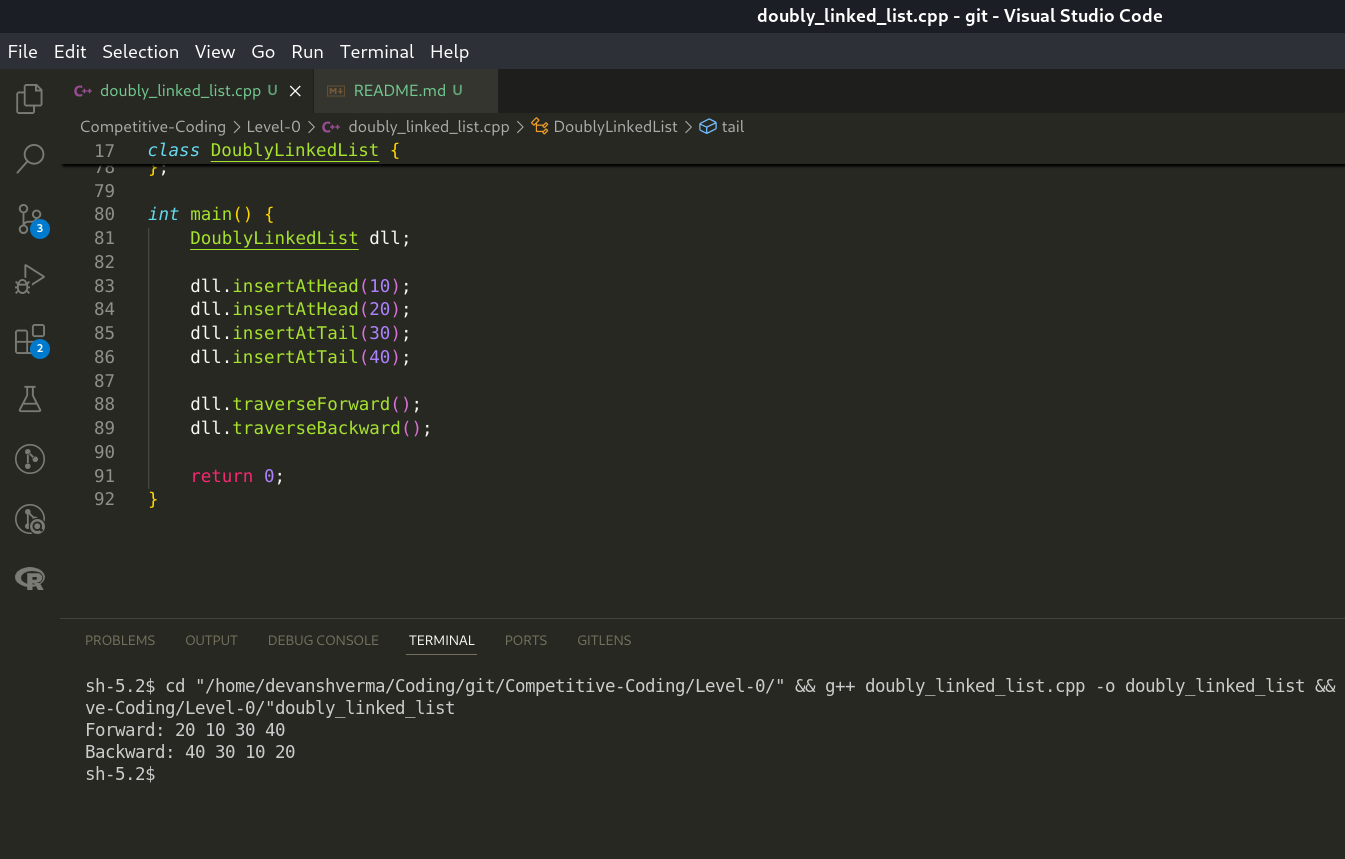 doubly_linked_list.cpp - git - Visual Studio Code
File Edit Selection View Go Run Terminal Help
C++ doubly_linked_list.cpp U × M↓ README.md U
Competitive-Coding > Level-0 > C++ doubly_linked_list.cpp > DoublyLinkedList > tail
17 class DoublyLinkedList {
78 };
79
80 int main() {
81 DoublyLinkedList dll;
82
83 dll.insertAtHead(10);
84 dll.insertAtHead(20);
85 dll.insertAtTail(30);
86 dll.insertAtTail(40);
87
88 dll.traverseForward();
89 dll.traverseBackward();
90
91 return 0;
92 }
3
2
R
PROBLEMS OUTPUT DEBUG CONSOLE TERMINAL PORTS GITLENS
sh-5.2$ cd "/home/devanshverma/Coding/git/Competitive-Coding/Level-0/" && g++ doubly_linked_list.cpp -o doubly_linked_list &&
ve-Coding/Level-0/"doubly_linked_list
Forward: 20 10 30 40
Backward: 40 30 10 20
sh-5.2$